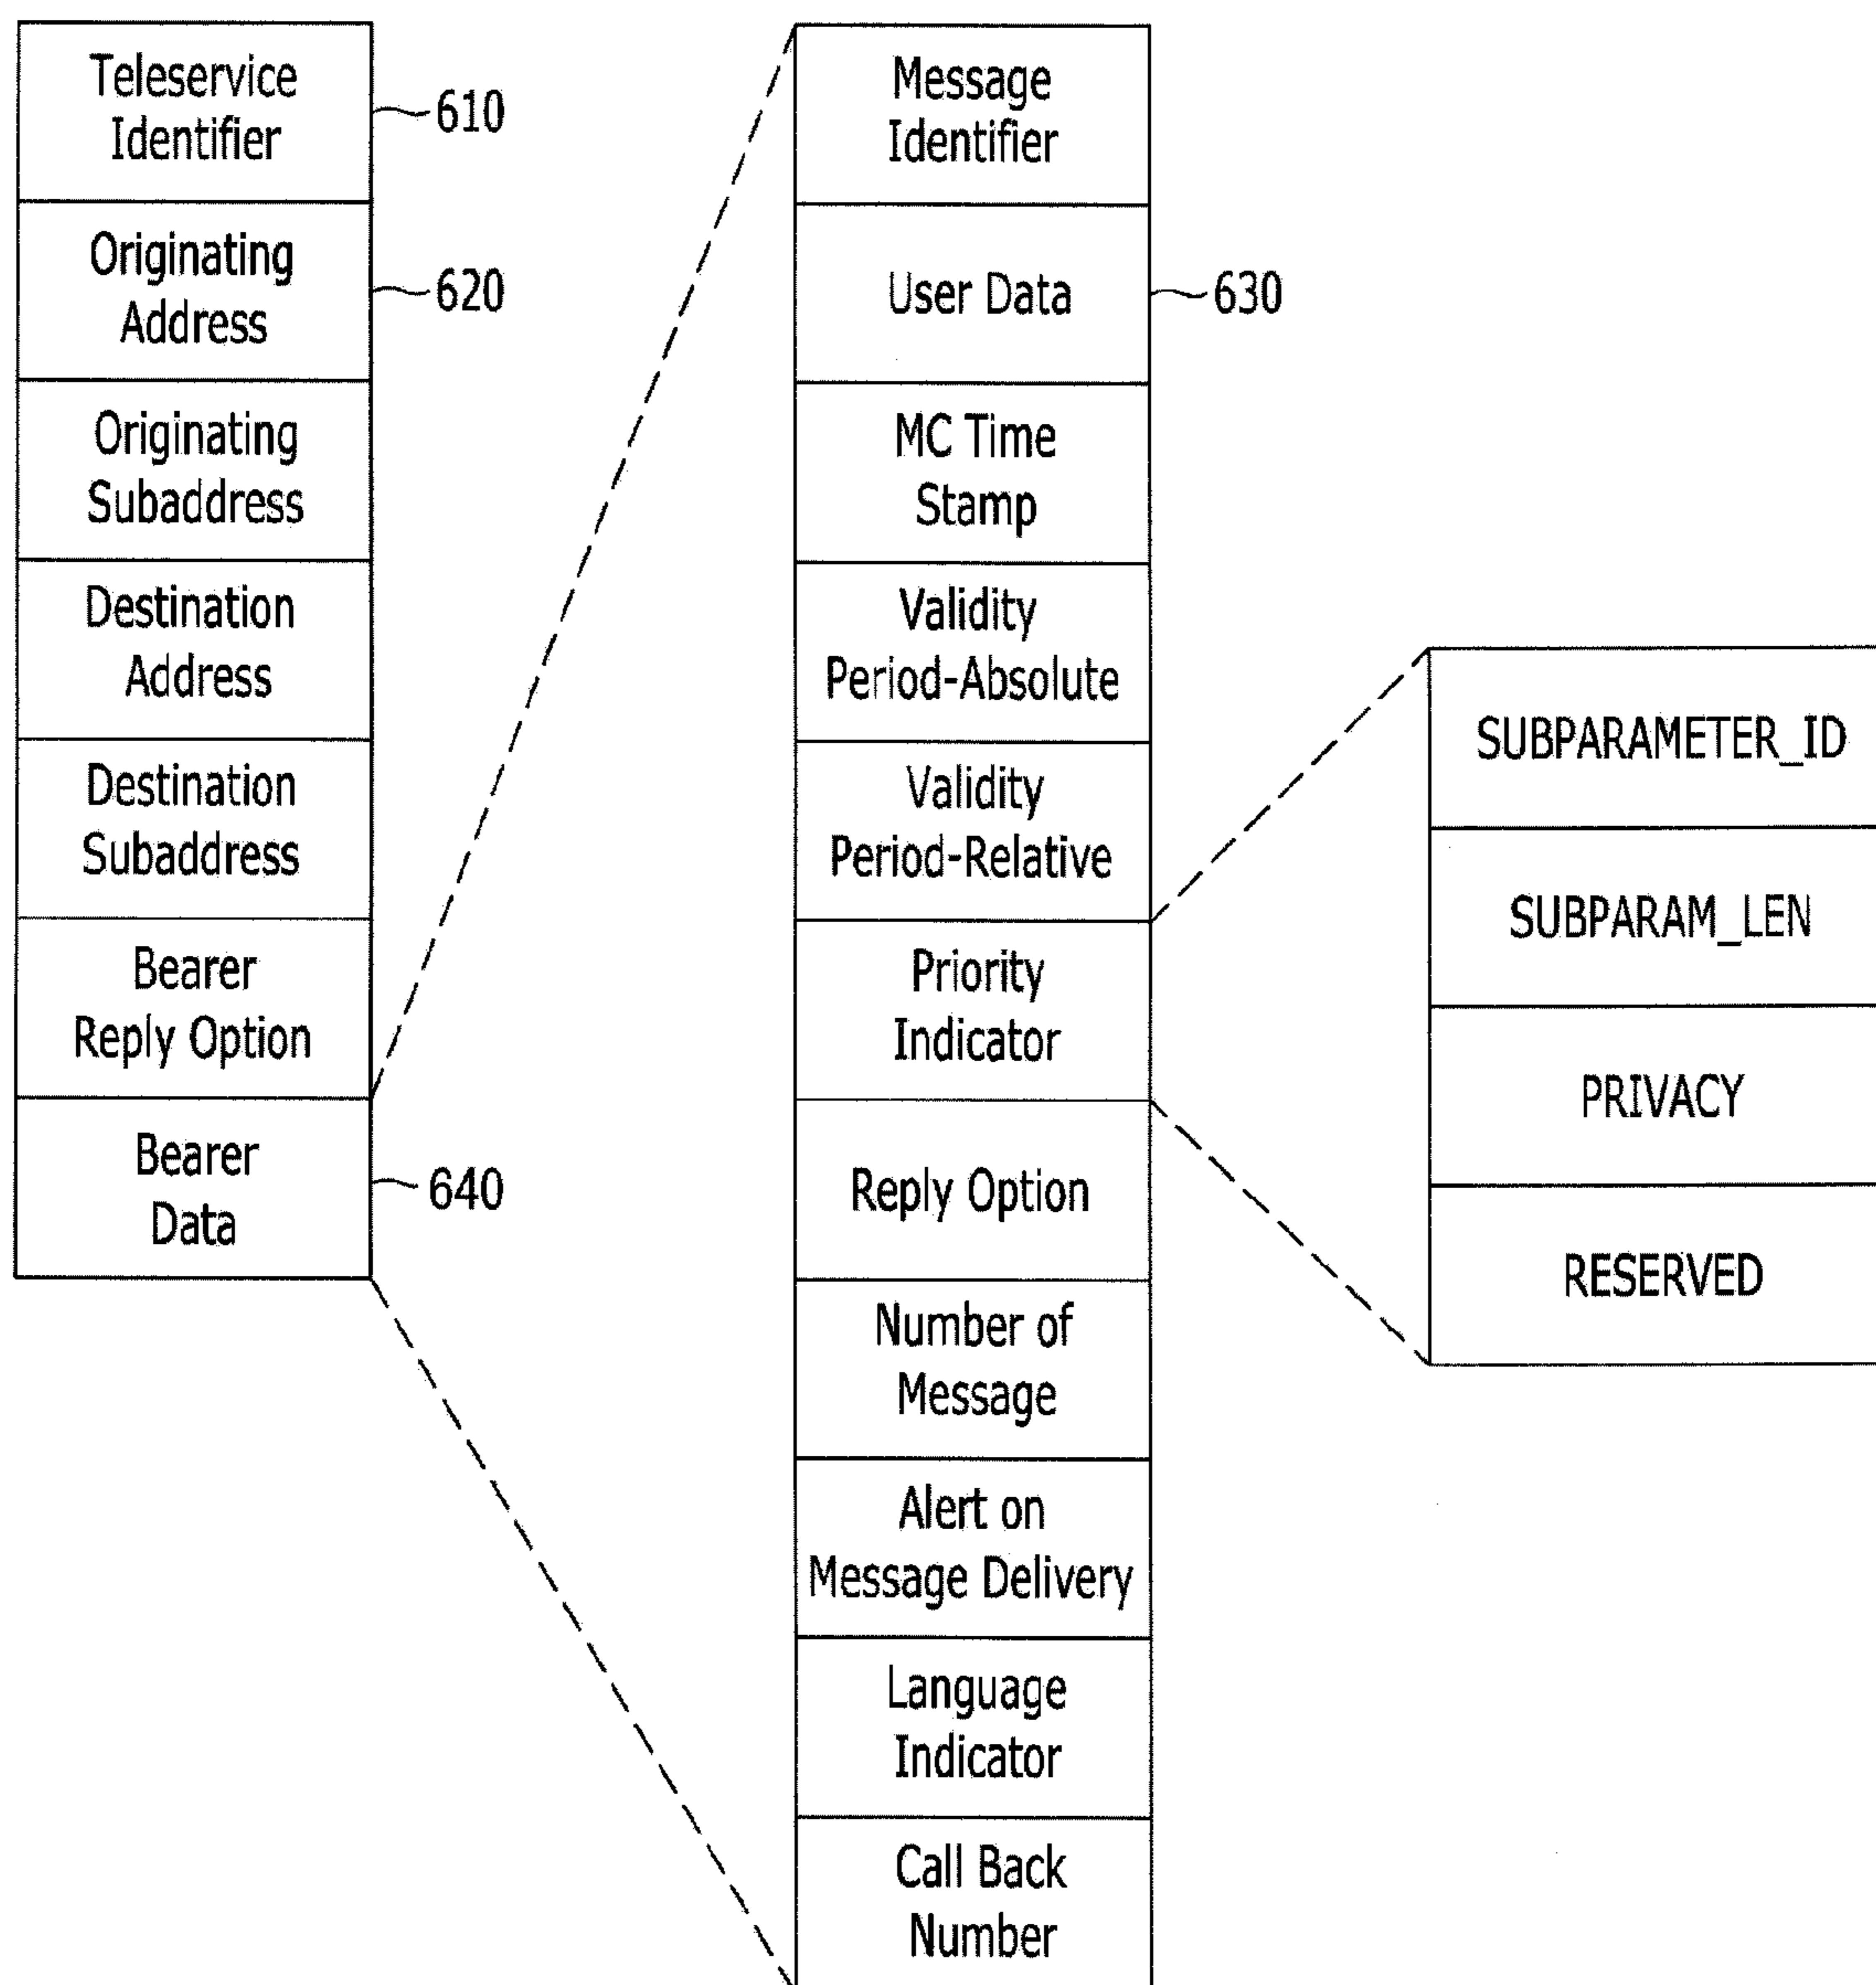 Teleservice
Identifier
610
Originating
Address
620
Originating
Subaddress
Destination
Address
Destination
Subaddress
Bearer
Reply Option
Bearer
Data
640
Message
Identifier
User Data
630
MC Time
Stamp
Validity
Period-Absolute
Validity
Period-Relative
Priority
Indicator
Reply Option
Number of
Message
Alert on
Message Delivery
Language
Indicator
Call Back
Number
SUBPARAMETER_ID
SUBPARAM_LEN
PRIVACY
RESERVED